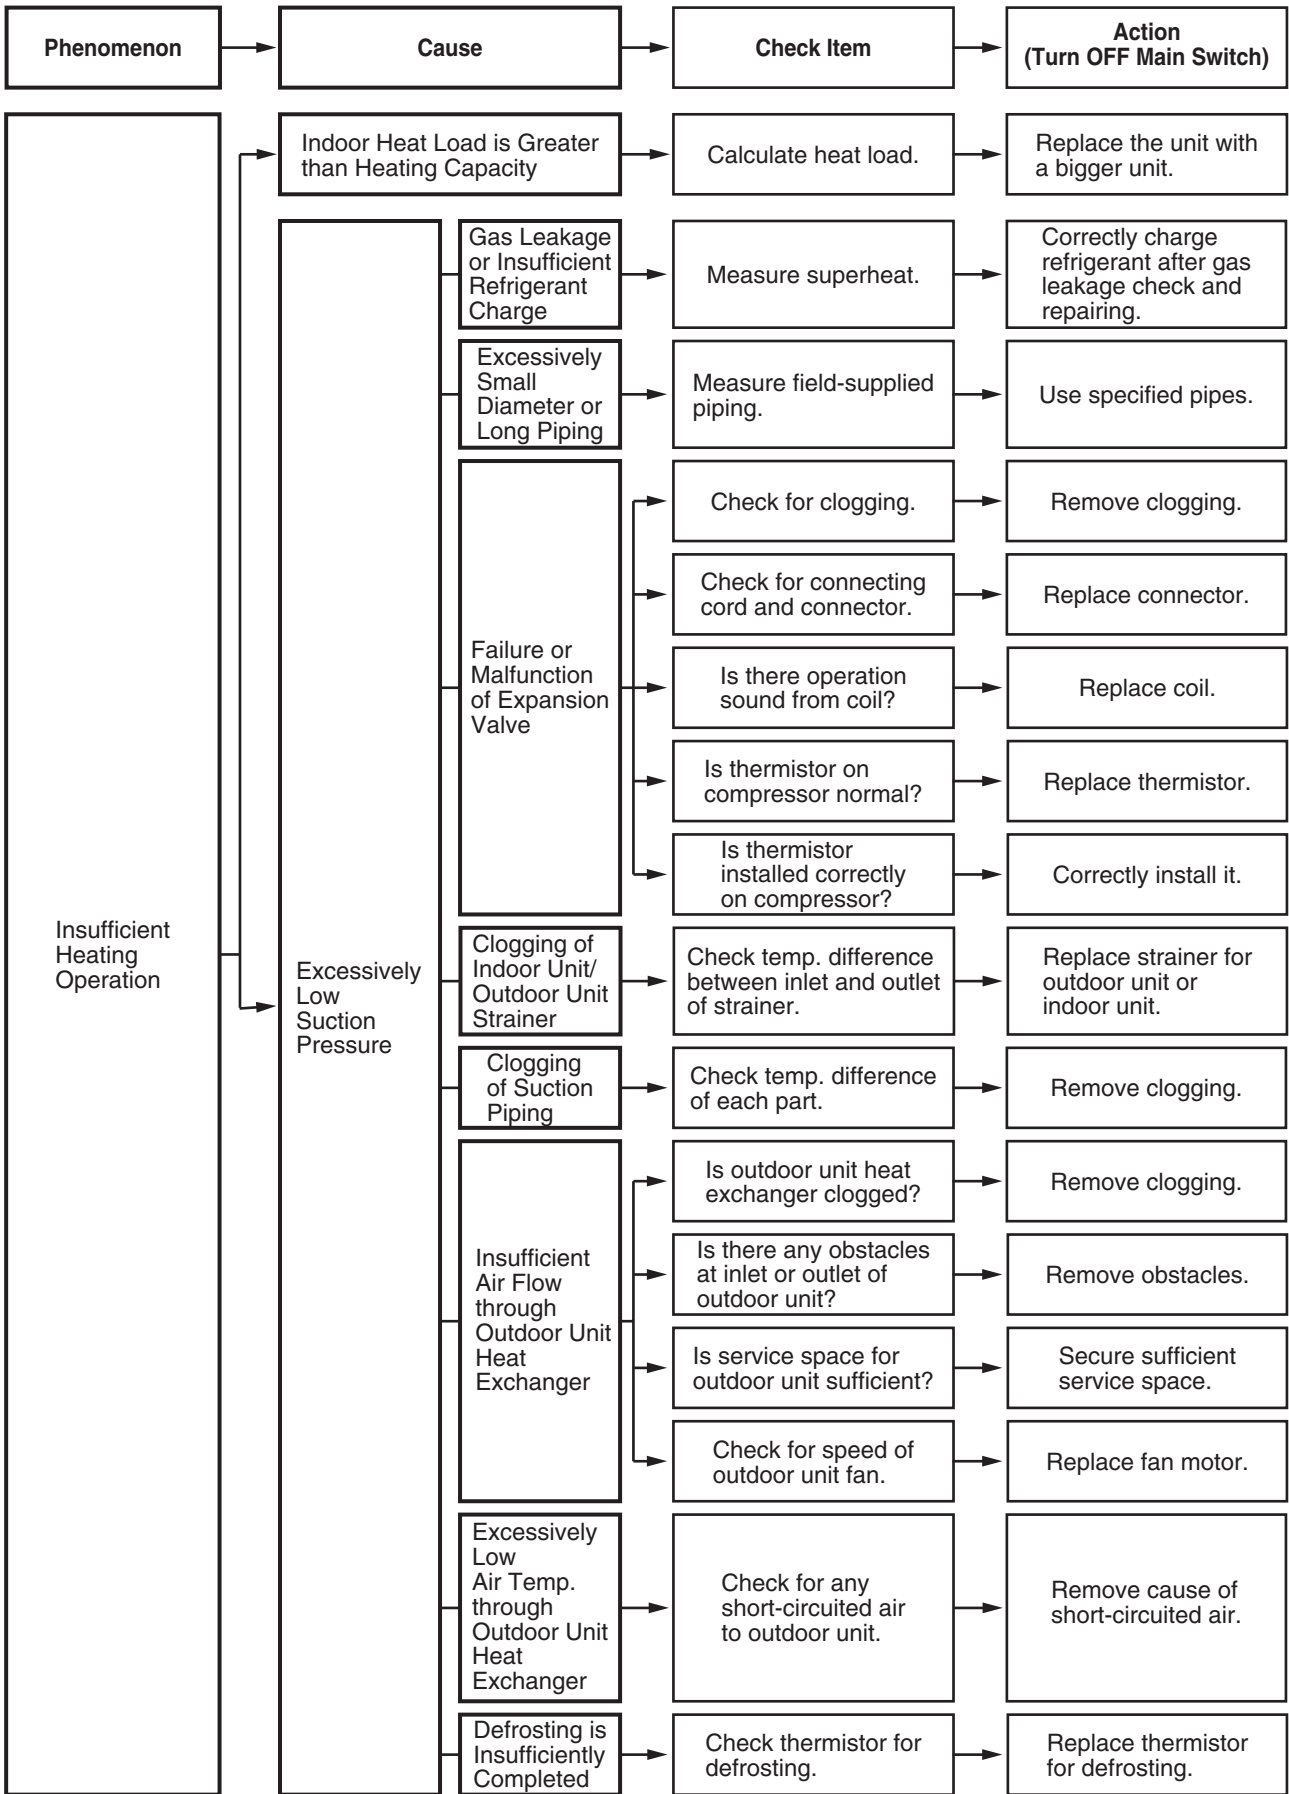 Phenomenon
Cause
Check Item
Action
(Turn OFF Main Switch)
Insufficient
Heating
Operation
Indoor Heat Load is Greater
than Heating Capacity
Calculate heat load.
Replace the unit with
a bigger unit.
Excessively
Low
Suction
Pressure
Gas Leakage
or Insufficient
Refrigerant
Charge
Measure superheat.
Correctly charge
refrigerant after gas
leakage check and
repairing.
Excessively
Small
Diameter or
Long Piping
Measure field-supplied
piping.
Use specified pipes.
Failure or
Malfunction
of Expansion
Valve
Check for clogging.
Remove clogging.
Check for connecting
cord and connector.
Replace connector.
Is there operation
sound from coil?
Replace coil.
Is thermistor on
compressor normal?
Replace thermistor.
Is thermistor
installed correctly
on compressor?
Correctly install it.
Clogging of
Indoor Unit/
Outdoor Unit
Strainer
Check temp. difference
between inlet and outlet
of strainer.
Replace strainer for
outdoor unit or
indoor unit.
Clogging
of Suction
Piping
Check temp. difference
of each part.
Remove clogging.
Insufficient
Air Flow
through
Outdoor Unit
Heat
Exchanger
Is outdoor unit heat
exchanger clogged?
Remove clogging.
Is there any obstacles
at inlet or outlet of
outdoor unit?
Remove obstacles.
Is service space for
outdoor unit sufficient?
Secure sufficient
service space.
Check for speed of
outdoor unit fan.
Replace fan motor.
Excessively
Low
Air Temp.
through
Outdoor Unit
Heat
Exchanger
Check for any
short-circuited air
to outdoor unit.
Remove cause of
short-circuited air.
Defrosting is
Insufficiently
Completed
Check thermistor for
defrosting.
Replace thermistor
for defrosting.